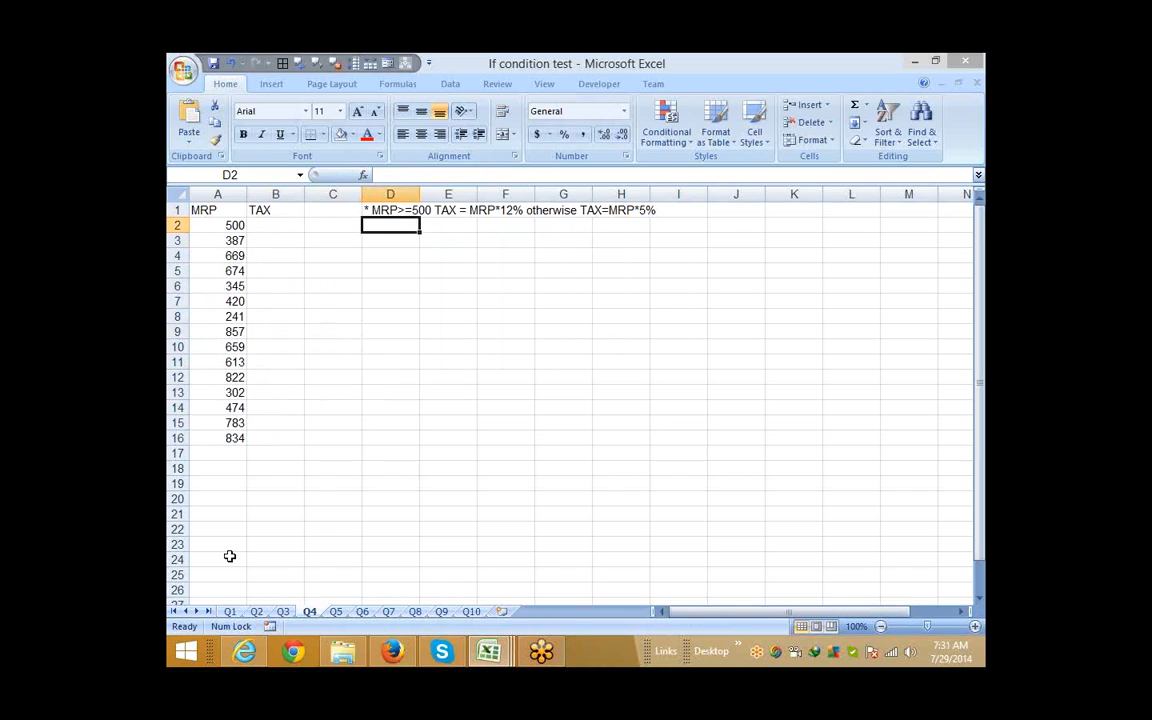 If condition test - Microsoft Excel
Home Insert Page Layout Formulas Data Review View Developer Team
Paste
Clipboard
Arial 11
B I U
Font
Alignment
General
$ % ,
Number
Conditional Formatting
Format as Table
Cell Styles
Styles
Insert
Delete
Format
Cells
Sort & Filter
Find & Select
Editing
D2 fx
A B C D E F G H I J K L M N
1 MRP TAX * MRP>=500 TAX = MRP*12% otherwise TAX=MRP*5%
2 500
3 387
4 669
5 674
6 345
7 420
8 241
9 857
10 659
11 613
12 822
13 302
14 474
15 783
16 834
17
18
19
20
21
22
23
24
25
26
27
Q1 Q2 Q3 Q4 Q5 Q6 Q7 Q8 Q9 Q10
Ready Num Lock 100%
Links Desktop 7:31 AM
7/29/2014